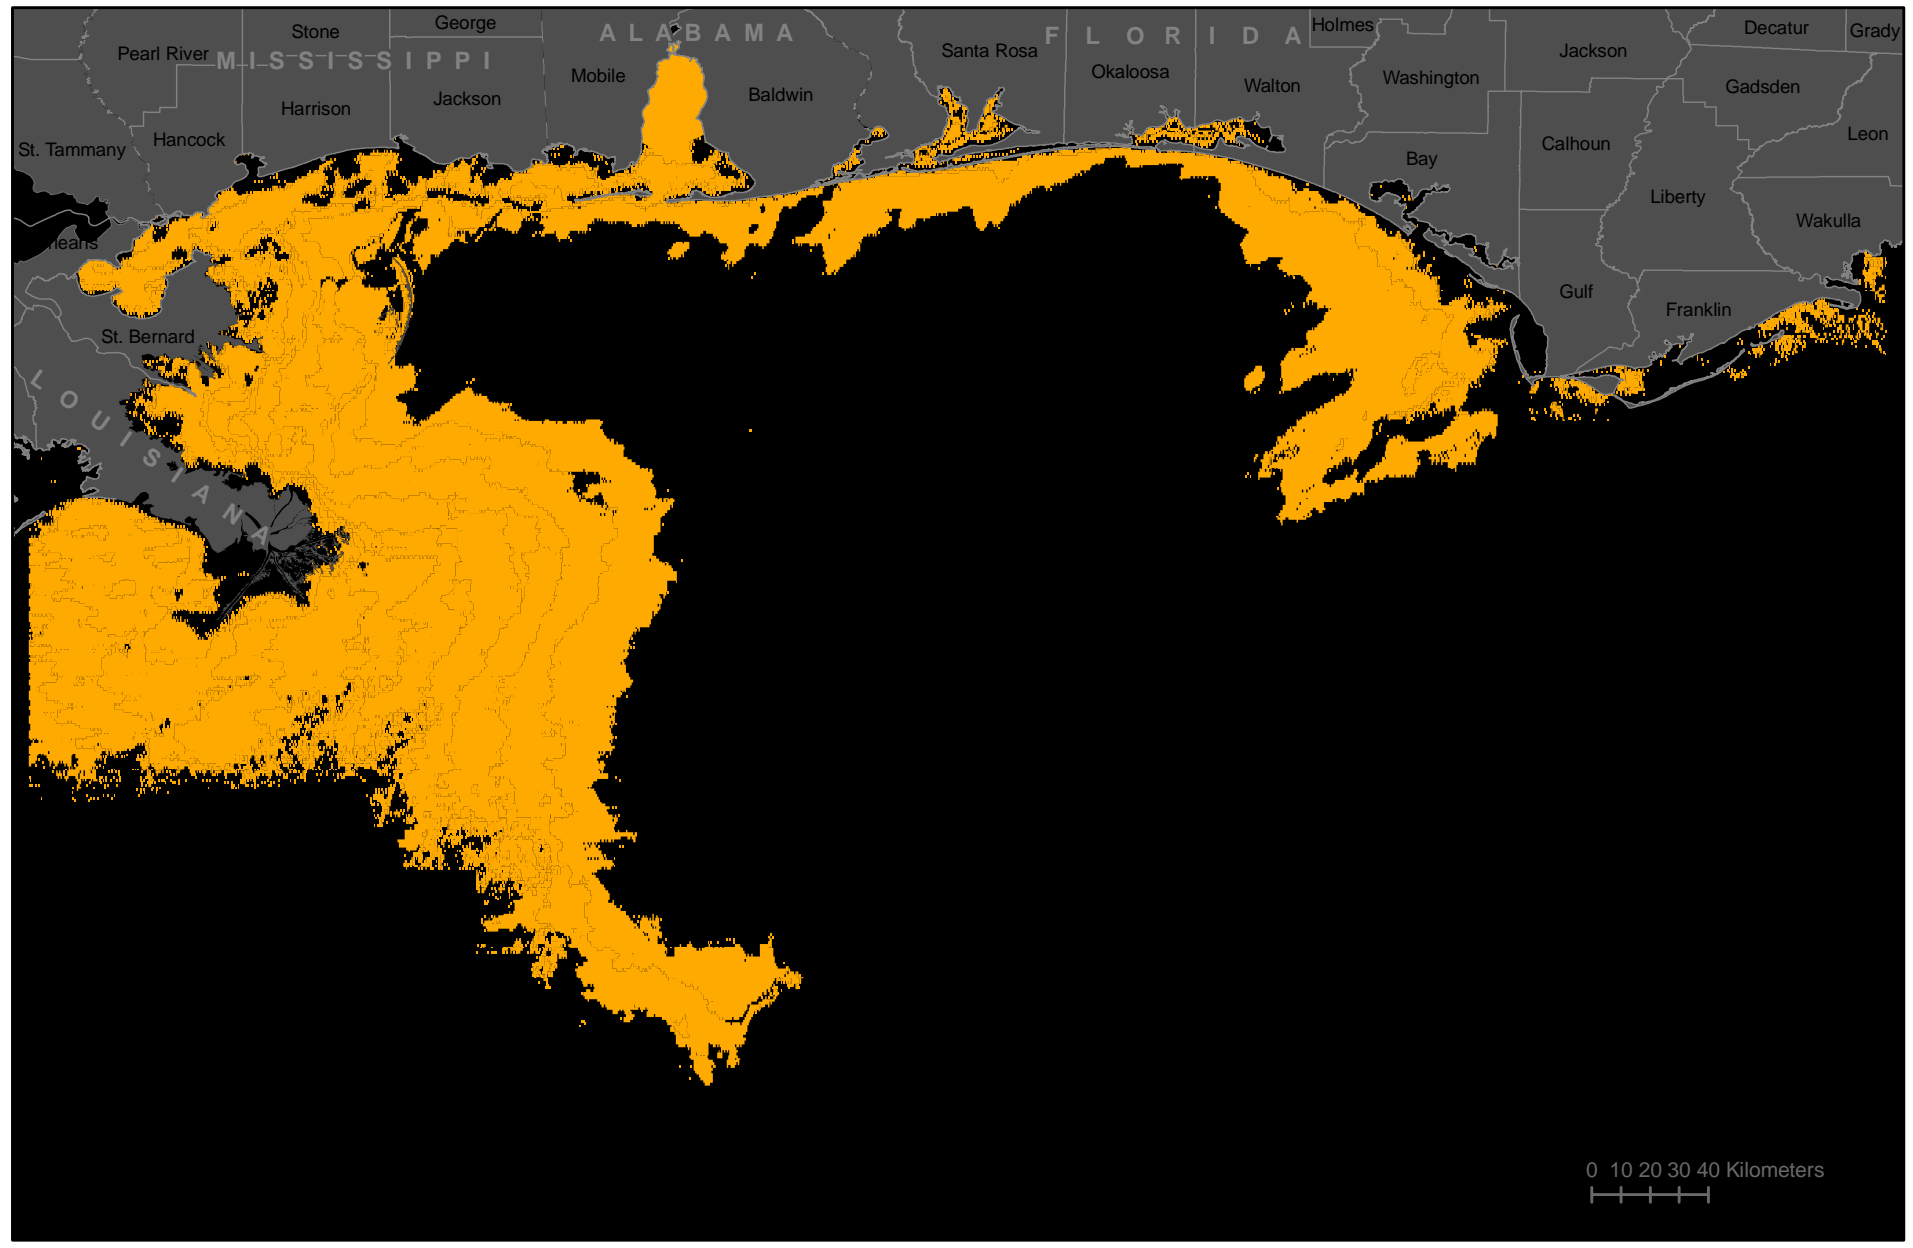 Stone
George
ALABAMA
FLORIDA
Holmes
Decatur
Grady
Pearl River
MISSISSIPPI
Santa Rosa
Jackson
Mobile
Okaloosa
Washington
Walton
Gadsden
Baldwin
Jackson
Harrison
Leon
Hancock
St. Tammany
Calhoun
Bay
Liberty
Wakulla
leans
Gulf
Franklin
St. Bernard
LOUISIANA
0 10 20 30 40 Kilometers